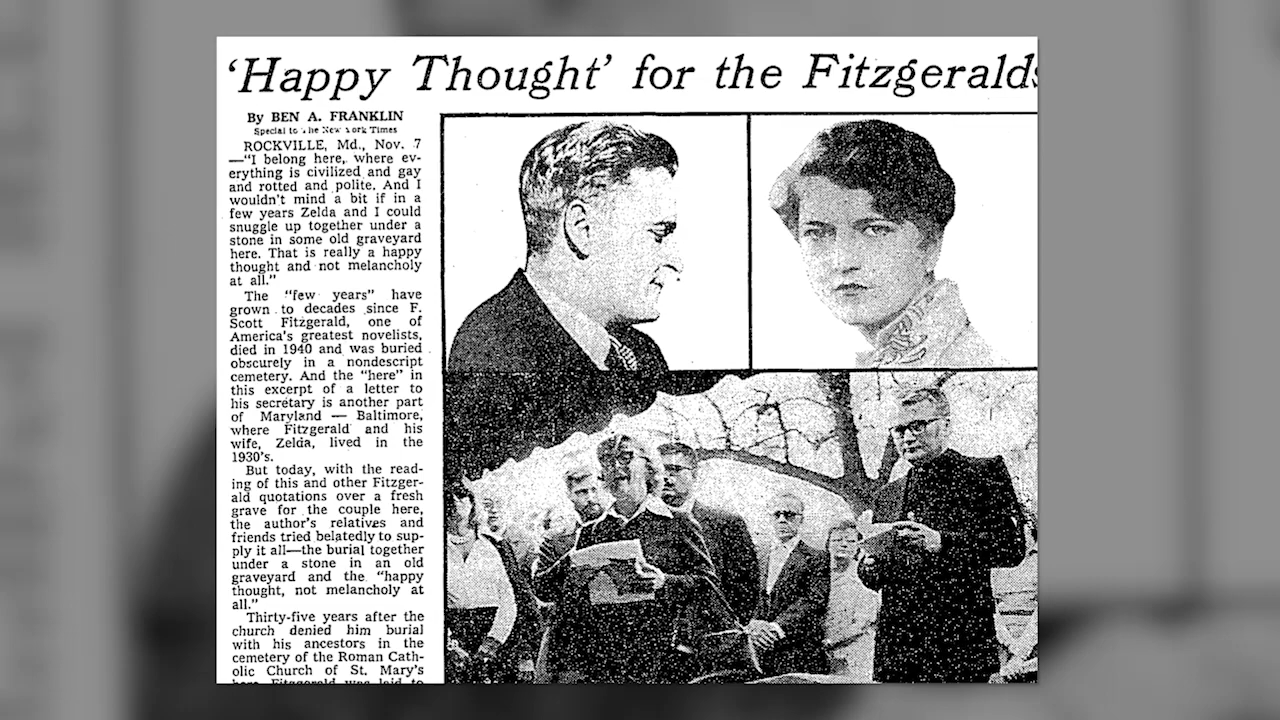 ‘Happy Thought’ for the Fitzgeralds
By BEN A. FRANKLIN
Special to The New York Times
ROCKVILLE, Md., Nov. 7
—“I belong here, where ev-
erything is civilized and gay
and rotted and polite. And I
wouldn't mind a bit if in a
few years Zelda and I could
snuggle up together under a
stone in some old graveyard
here. That is really a happy
thought and not melancholy
at all.”
The “few years” have
grown to decades since F.
Scott Fitzgerald, one of
America's greatest novelists,
died in 1940 and was buried
obscurely in a nondescript
cemetery. And the “here” in
this excerpt of a letter to
his secretary is another part
of Maryland — Baltimore,
where Fitzgerald and his
wife, Zelda, lived in the
1930's.
But today, with the read-
ing of this and other Fitzger-
ald quotations over a fresh
grave for the couple here,
the author's relatives and
friends tried belatedly to sup-
ply it all—the burial together
under a stone in an old
graveyard and the “happy
thought, not melancholy at
all.”
Thirty-five years after the
church denied him burial
with his ancestors in the
cemetery of the Roman Cath-
olic Church of St. Mary's
here, Fitzgerald was laid to